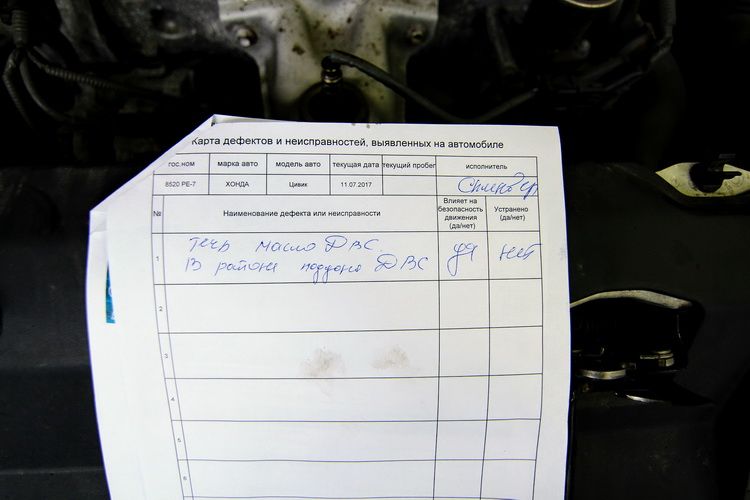 Карта дефектов и неисправностей, выявленных на автомобиле
гос.ном марка авто модель авто текущая дата текущий пробег исполнитель
8520 РЕ-7 ХОНДА Цивик 11.07.2017
№ Наименование дефекта или неисправности Влияет на безопасность движения (да/нет) Устранено (да/нет)
1 течь масло ДВС. да нет
В районе поддона ДВС
2
3
4
5
6